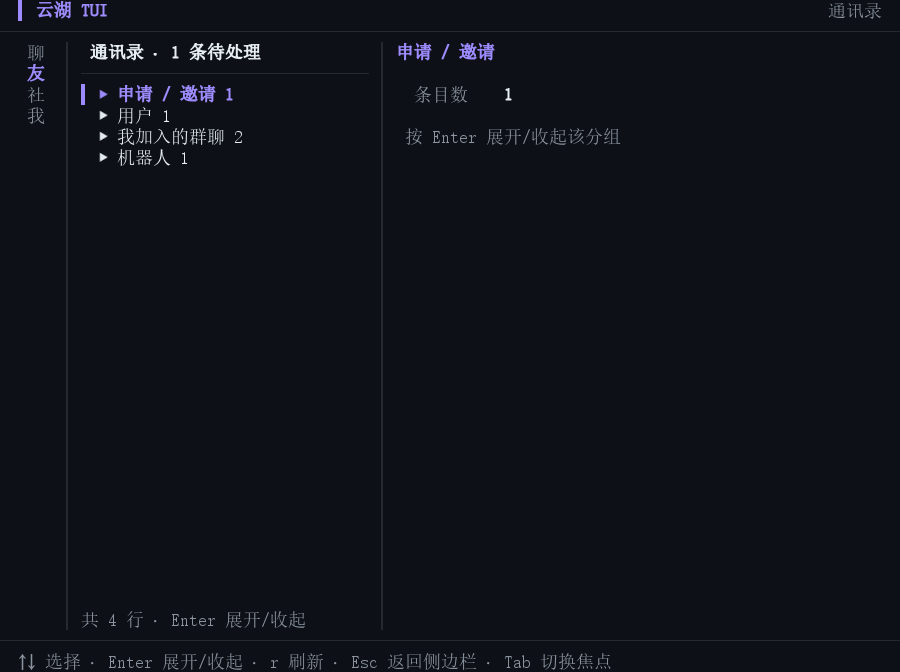 云湖 TUI
通讯录
聊
友
社
我
通讯录 · 1 条待处理
▶ 申请 / 邀请 1
▶ 用户 1
▶ 我加入的群聊 2
▶ 机器人 1
共 4 行 · Enter 展开/收起
申请 / 邀请
条目数 1
按 Enter 展开/收起该分组
↑↓ 选择 · Enter 展开/收起 · r 刷新 · Esc 返回侧边栏 · Tab 切换焦点